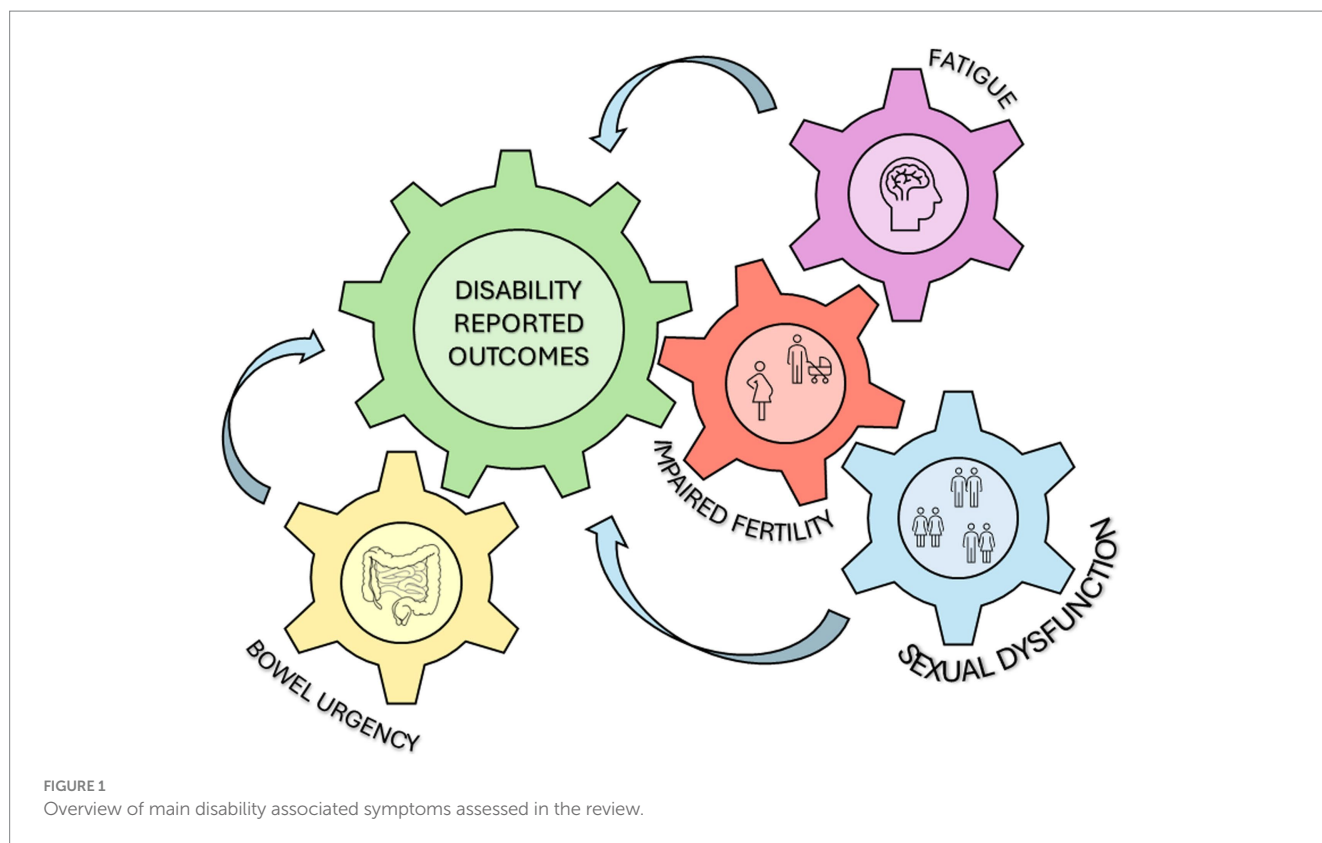 FATIGUE
DISABILITY
REPORTED
OUTCOMES
IMPAIRED FERTILITY
SEXUAL DYSFUNCTION
BOWEL URGENCY
FIGURE 1
Overview of main disability associated symptoms assessed in the review.